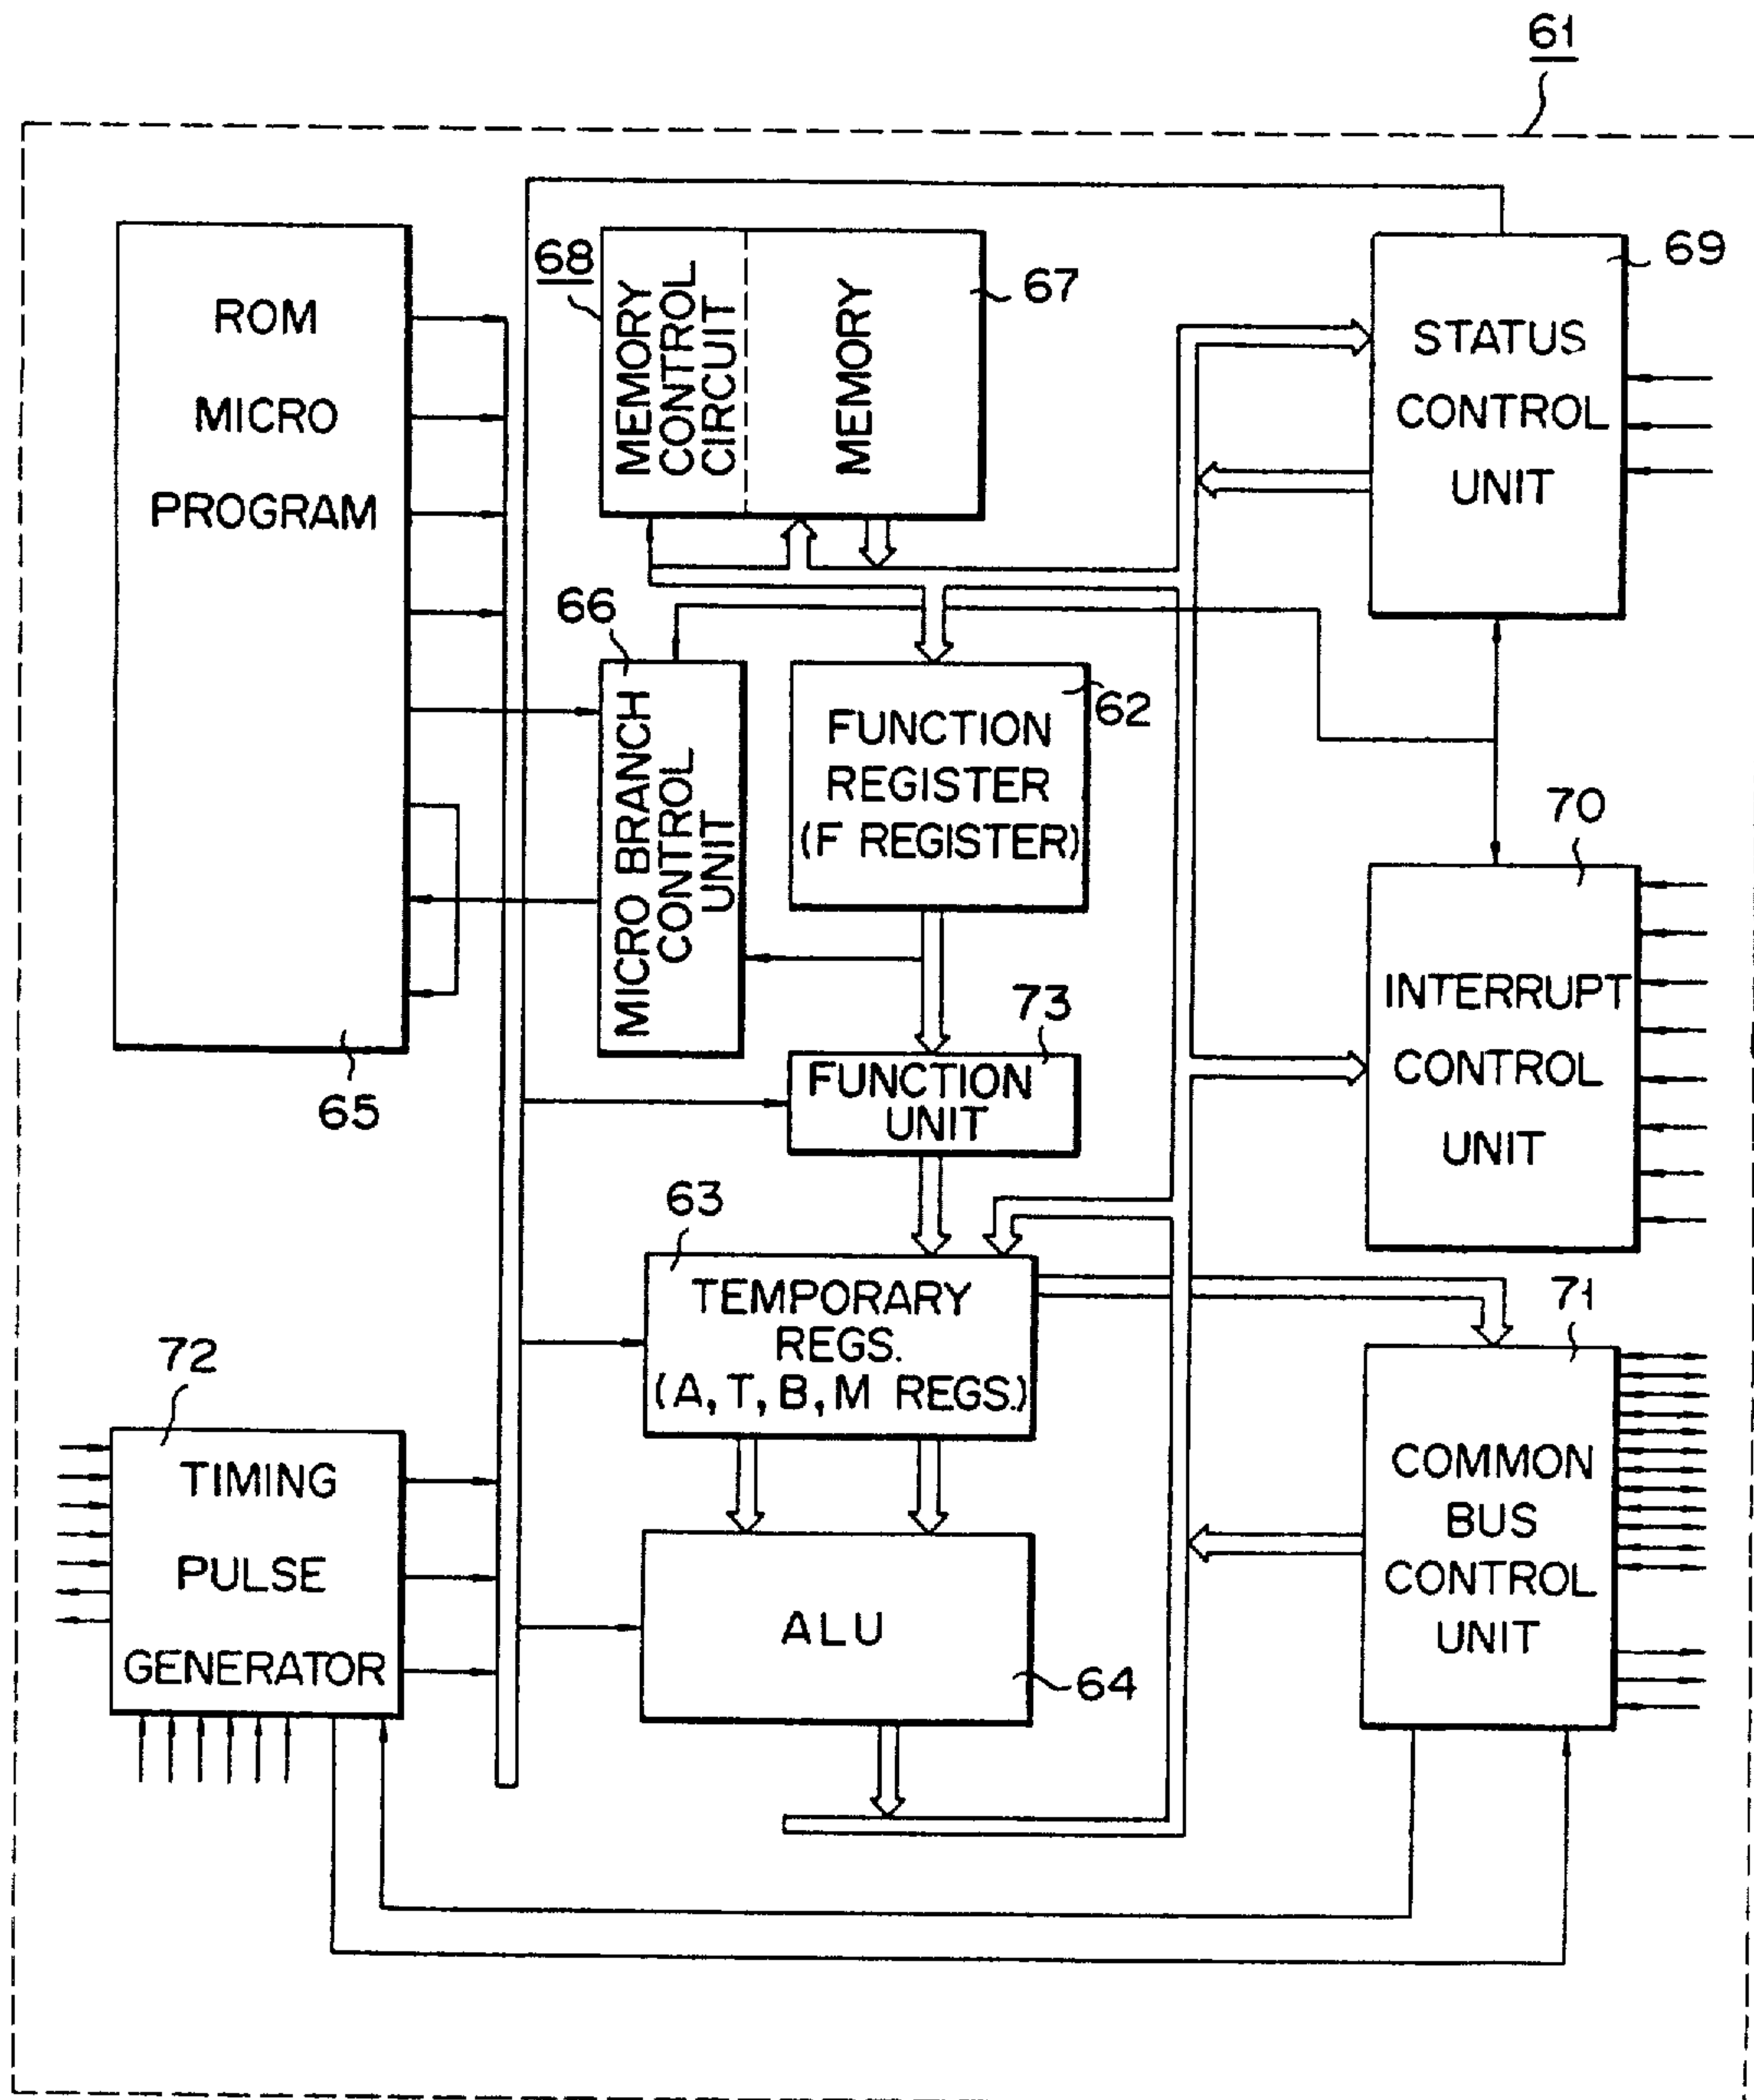 61
ROM
MICRO
PROGRAM
65
68
MEMORY
CONTROL
CIRCUIT
MEMORY
67
STATUS
CONTROL
UNIT
69
66
MICRO BRANCH
CONTROL
UNIT
FUNCTION
REGISTER
(F REGISTER)
62
70
INTERRUPT
CONTROL
UNIT
73
FUNCTION
UNIT
63
TEMPORARY
REGS.
(A, T, B, M REGS.)
71
COMMON
BUS
CONTROL
UNIT
72
TIMING
PULSE
GENERATOR
ALU
64